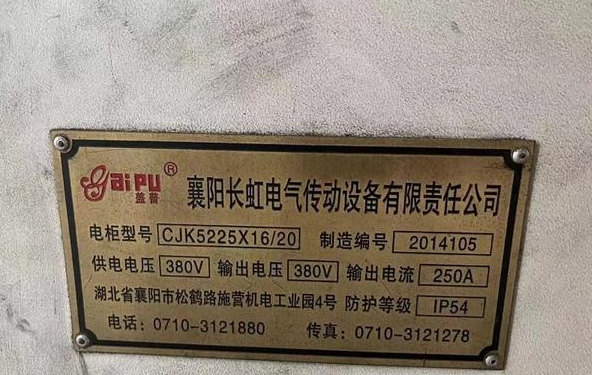 GaiPU® 襄阳长虹电气传动设备有限责任公司
盖普
电柜型号 CJK5225X16/20 制造编号 2014105
供电电压 380V 输出电压 380V 输出电流 250A
湖北省襄阳市松鹤路施营机电工业园4号 防护等级 IP54
电话：0710-3121880 传真：0710-3121278